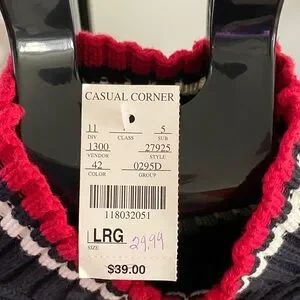 CASUAL CORNER
11 5
DIV CLASS SUB
1300 27925
VENDOR STYLE
42 0295D
COLOR GROUP
118032051
LRG 29.99
SIZE
$39.00